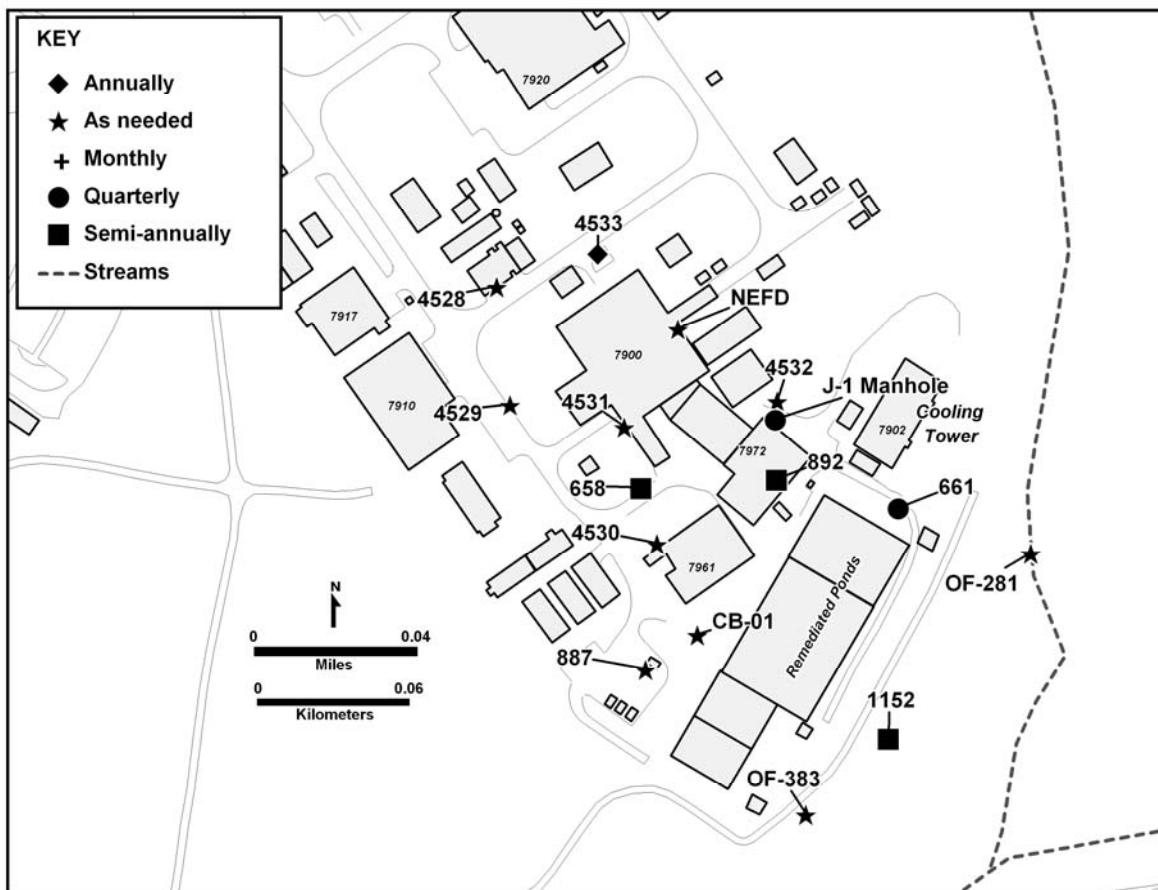 KEY
Annually
As needed
Monthly
Quarterly
Semi-annually
Streams
7920
4533
4528
NEFD
7917
7900
4532
J-1 Manhole
7910
4529
4531
7902
Cooling
Tower
7972
892
658
661
4530
7961
OF-281
N
0 0.04
Miles
0 0.06
Kilometers
CB-01
Remediated Ponds
887
1152
OF-383